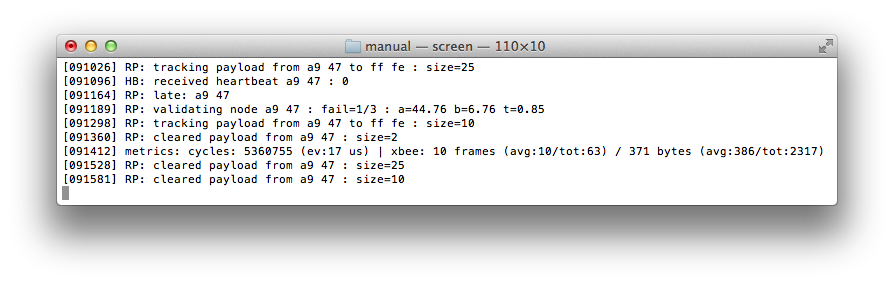 manual — screen — 110×10
[091026] RP: tracking payload from a9 47 to ff fe : size=25
[091096] HB: received heartbeat a9 47 : 0
[091164] RP: late: a9 47
[091189] RP: validating node a9 47 : fail=1/3 : a=44.76 b=6.76 t=0.85
[091298] RP: tracking payload from a9 47 to ff fe : size=10
[091360] RP: cleared payload from a9 47 : size=2
[091412] metrics: cycles: 5360755 (ev:17 us) | xbee: 10 frames (avg:10/tot:63) / 371 bytes (avg:386/tot:2317)
[091528] RP: cleared payload from a9 47 : size=25
[091581] RP: cleared payload from a9 47 : size=10